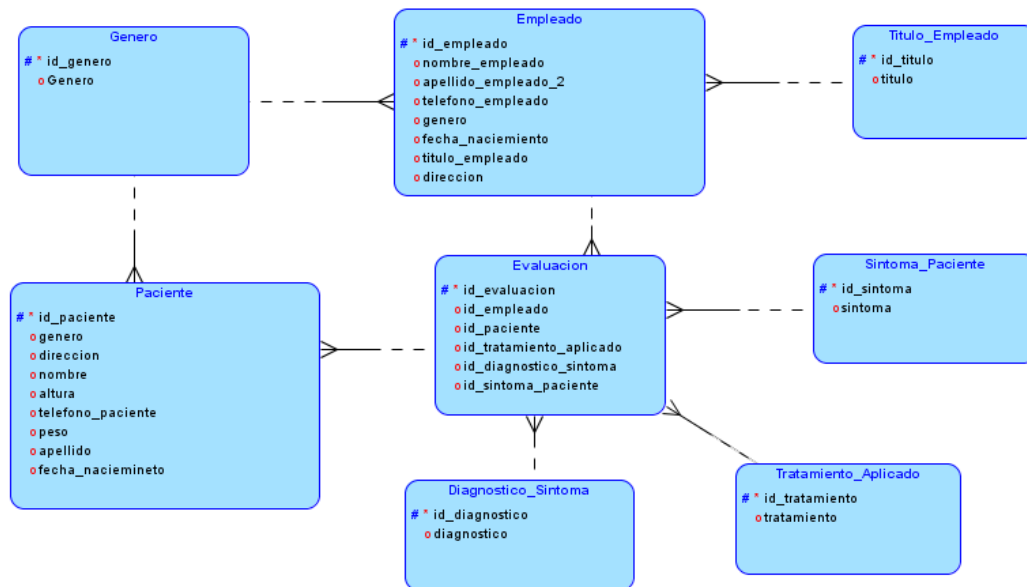 Genero
# * id_genero
o Genero
Empleado
# * id_empleado
o nombre_empleado
o apellido_empleado_2
o telefono_empleado
o genero
o fecha_naciemiento
o titulo_empleado
o direccion
Titulo_Empleado
# * id_titulo
o titulo
Paciente
# * id_paciente
o genero
o direccion
o nombre
o altura
o telefono_paciente
o peso
o apellido
o fecha_naciemineto
Evaluacion
# * id_evaluacion
o id_empleado
o id_paciente
o id_tratamiento_aplicado
o id_diagnostico_sintoma
o id_sintoma_paciente
Sintoma_Paciente
# * id_sintoma
o sintoma
Diagnostico_Sintoma
# * id_diagnostico
o diagnostico
Tratamiento_Aplicado
# * id_tratamiento
o tratamiento